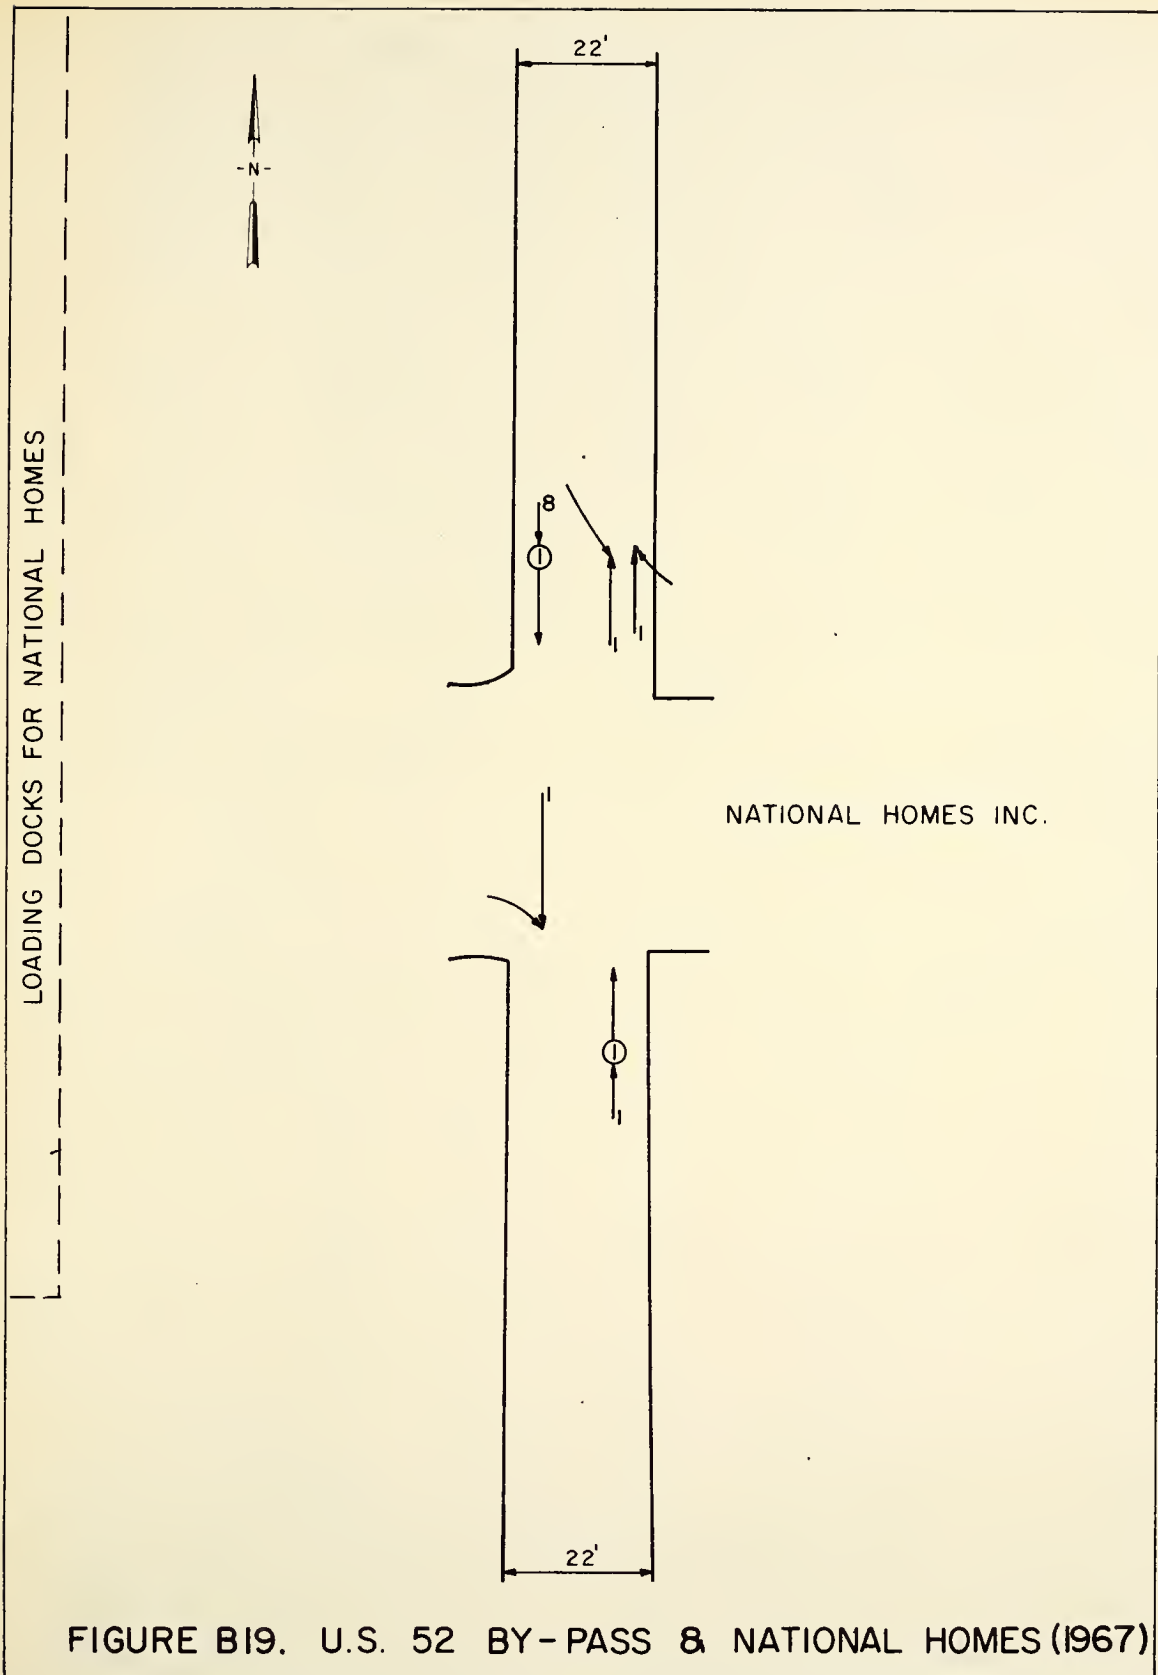 22'
-N-
LOADING DOCKS FOR NATIONAL HOMES
8
1
1
1
1
NATIONAL HOMES INC.
1
1
22'
FIGURE B19. U.S. 52 BY-PASS & NATIONAL HOMES (1967)